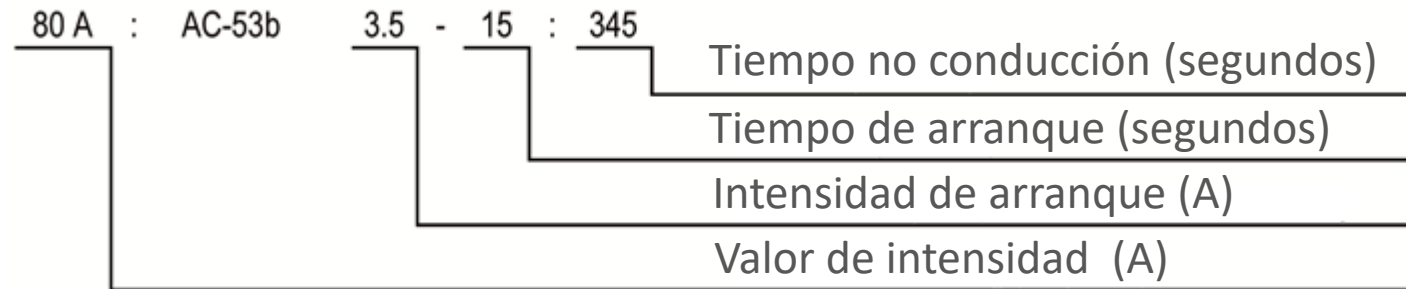 80 A : AC-53b 3.5 - 15 : 345
Tiempo no conducción (segundos)
Tiempo de arranque (segundos)
Intensidad de arranque (A)
Valor de intensidad (A)